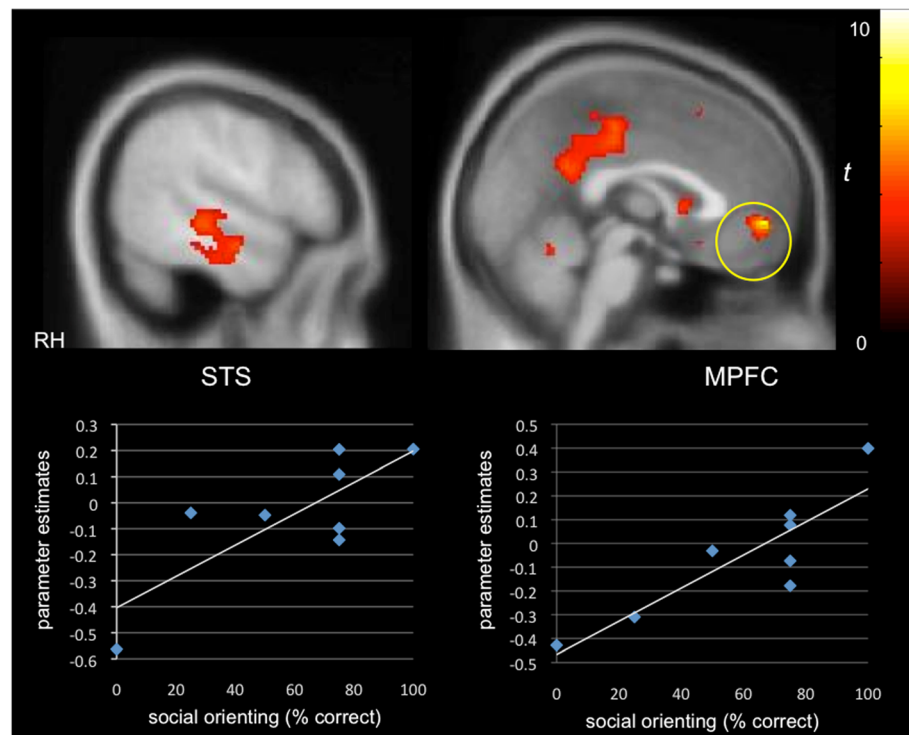 10
t
0
RH
STS
MPFC
parameter estimates
0.3
0.2
0.1
0
-0.1
-0.2
-0.3
-0.4
-0.5
-0.6
0 20 40 60 80 100
social orienting (% correct)
parameter estimates
0.5
0.4
0.3
0.2
0.1
0
-0.1
-0.2
-0.3
-0.4
-0.5
0 20 40 60 80 100
social orienting (% correct)